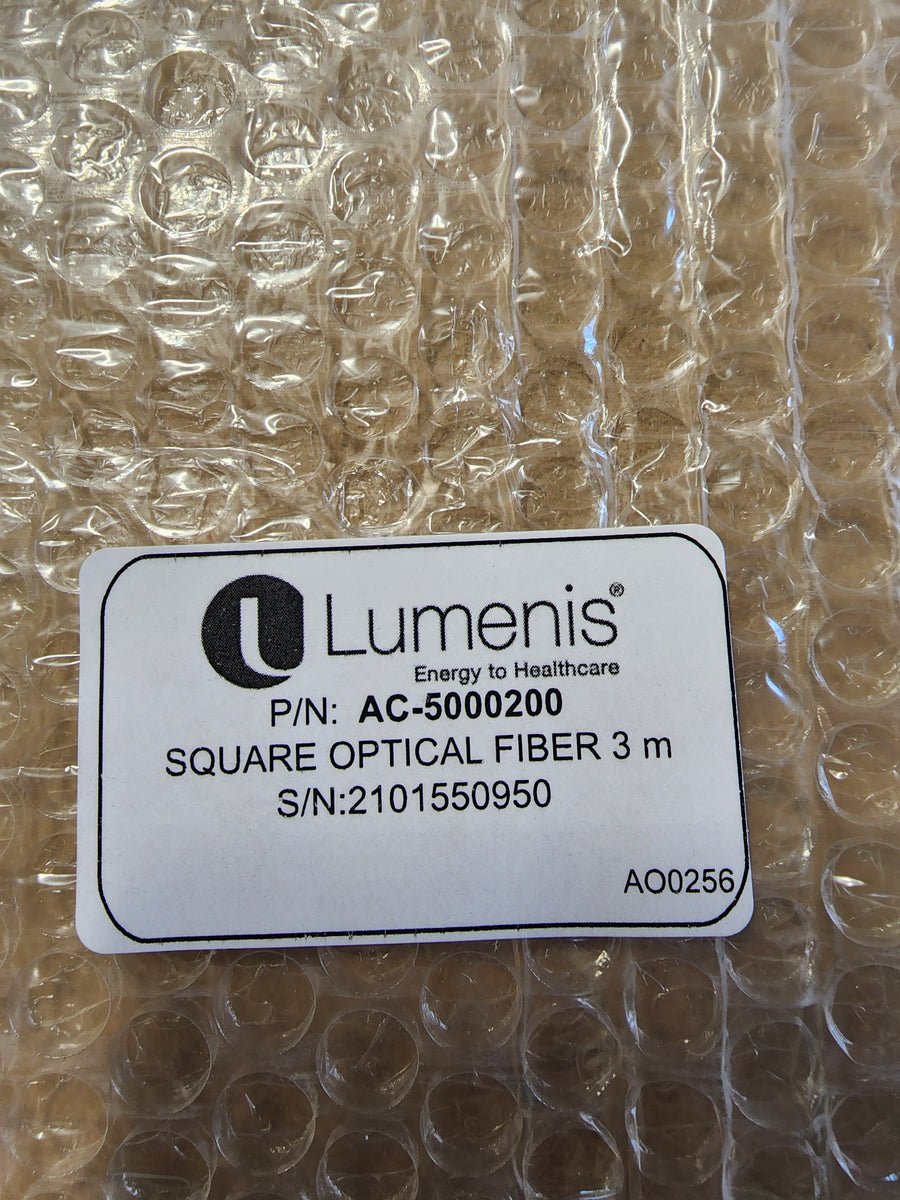 Lumenis®
Energy to Healthcare
P/N: AC-5000200
SQUARE OPTICAL FIBER 3 m
S/N:2101550950
AO0256